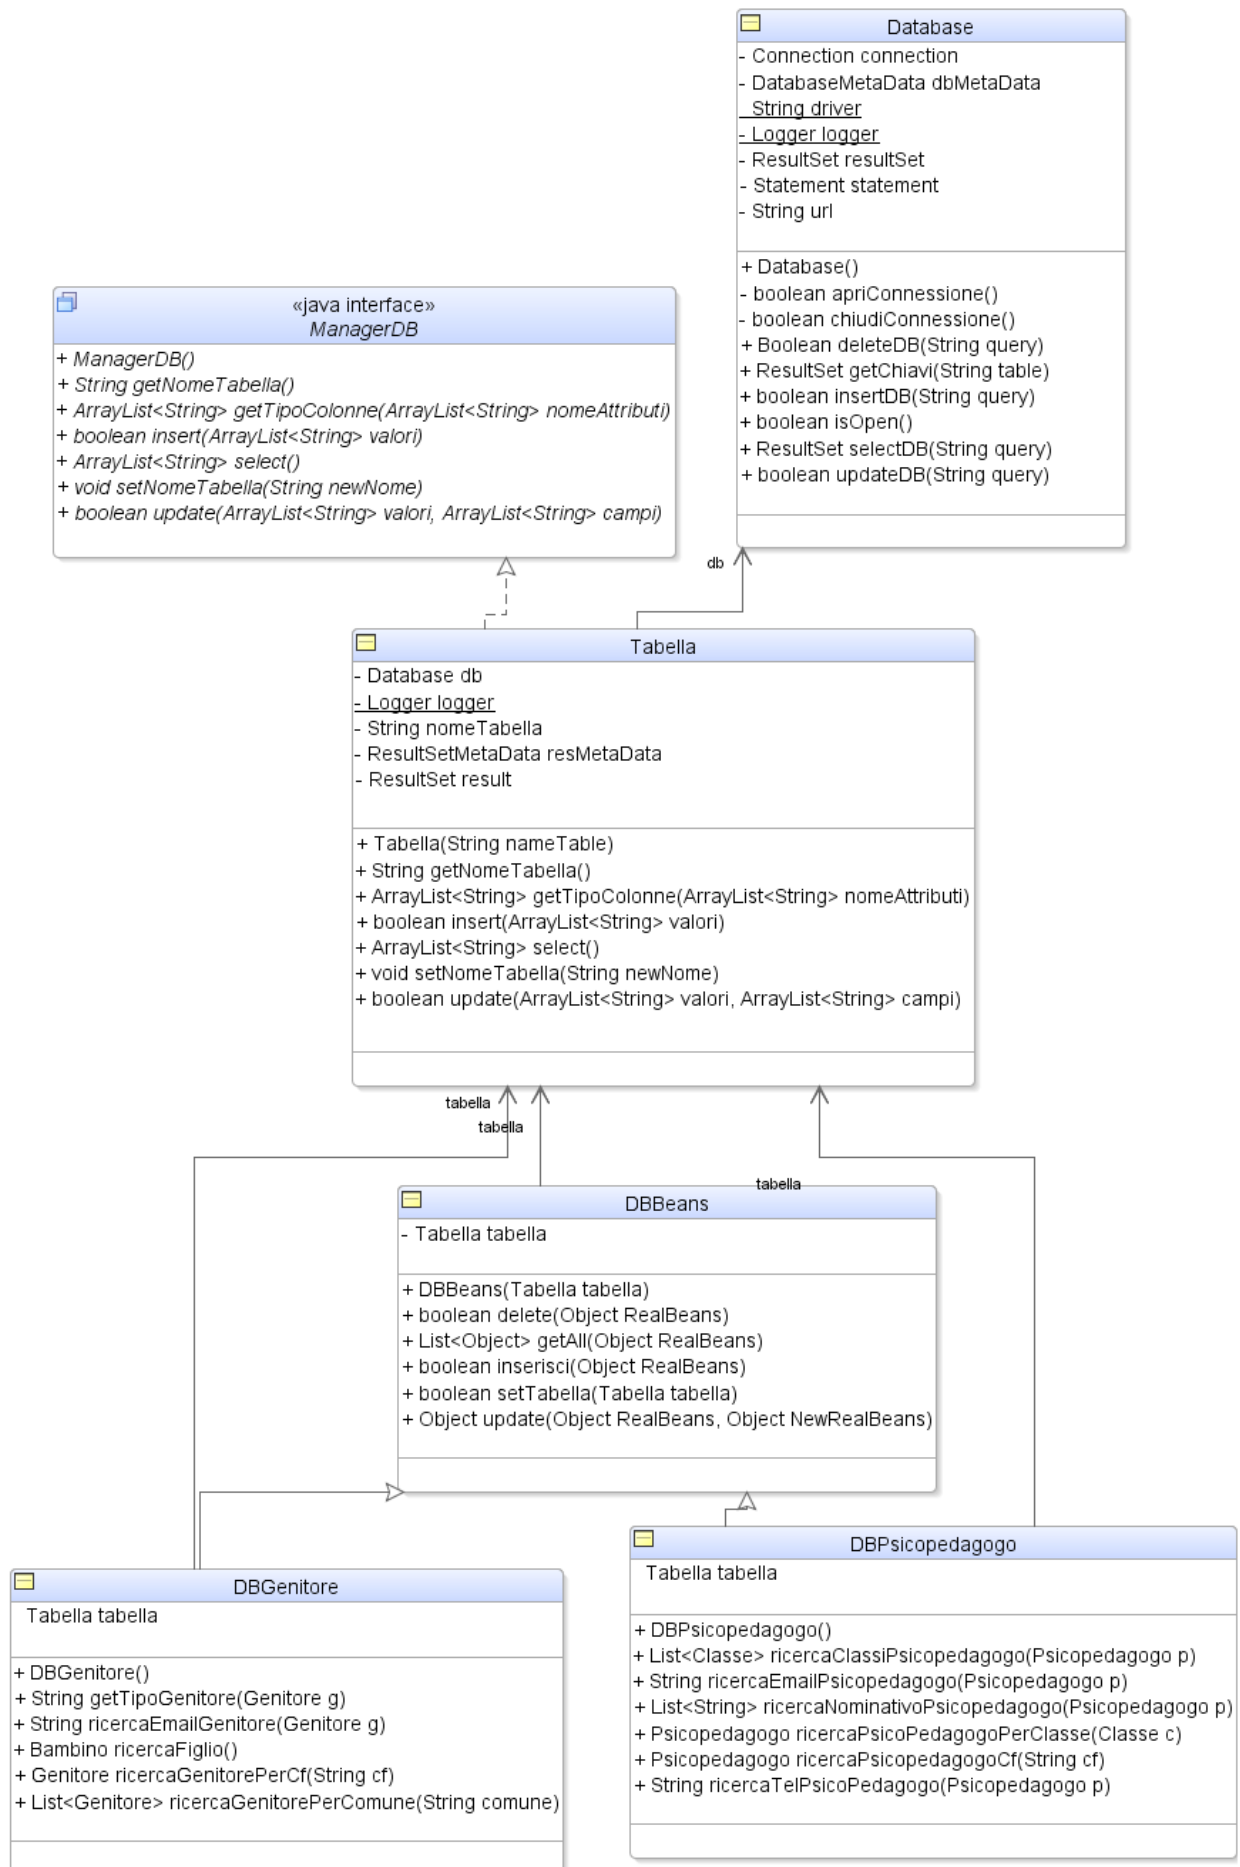 Database
- Connection connection
- DatabaseMetaData dbMetaData
String driver
- Logger logger
- ResultSet resultSet
- Statement statement
- String url
+ Database()
- boolean apriConnessione()
- boolean chiudiConnessione()
+ Boolean deleteDB(String query)
+ ResultSet getChiavi(String table)
+ boolean insertDB(String query)
+ boolean isOpen()
+ ResultSet selectDB(String query)
+ boolean updateDB(String query)
«java interface»
ManagerDB
+ ManagerDB()
+ String getNomeTabella()
+ ArrayList<String> getTipoColonne(ArrayList<String> nomeAttributi)
+ boolean insert(ArrayList<String> valori)
+ ArrayList<String> select()
+ void setNomeTabella(String newNome)
+ boolean update(ArrayList<String> valori, ArrayList<String> campi)
db
Tabella
- Database db
- Logger logger
- String nomeTabella
- ResultSetMetaData resMetaData
- ResultSet result
+ Tabella(String nameTable)
+ String getNomeTabella()
+ ArrayList<String> getTipoColonne(ArrayList<String> nomeAttributi)
+ boolean insert(ArrayList<String> valori)
+ ArrayList<String> select()
+ void setNomeTabella(String newNome)
+ boolean update(ArrayList<String> valori, ArrayList<String> campi)
tabella
tabella
tabella
DBBeans
- Tabella tabella
+ DBBeans(Tabella tabella)
+ boolean delete(Object RealBeans)
+ List<Object> getAll(Object RealBeans)
+ boolean inserisci(Object RealBeans)
+ boolean setTabella(Tabella tabella)
+ Object update(Object RealBeans, Object NewRealBeans)
DBGenitore
Tabella tabella
+ DBGenitore()
+ String getTipoGenitore(Genitore g)
+ String ricercaEmailGenitore(Genitore g)
+ Bambino ricercaFiglio()
+ Genitore ricercaGenitorePerCf(String cf)
+ List<Genitore> ricercaGenitorePerComune(String comune)
DBPsicopedagogo
Tabella tabella
+ DBPsicopedagogo()
+ List<Classe> ricercaClassiPsicopedagogo(Psicopedagogo p)
+ String ricercaEmailPsicopedagogo(Psicopedagogo p)
+ List<String> ricercaNominativoPsicopedagogo(Psicopedagogo p)
+ Psicopedagogo ricercaPsicoPedagogoPerClasse(Classe c)
+ Psicopedagogo ricercaPsicopedagogoCf(String cf)
+ String ricercaTelPsicoPedagogo(Psicopedagogo p)